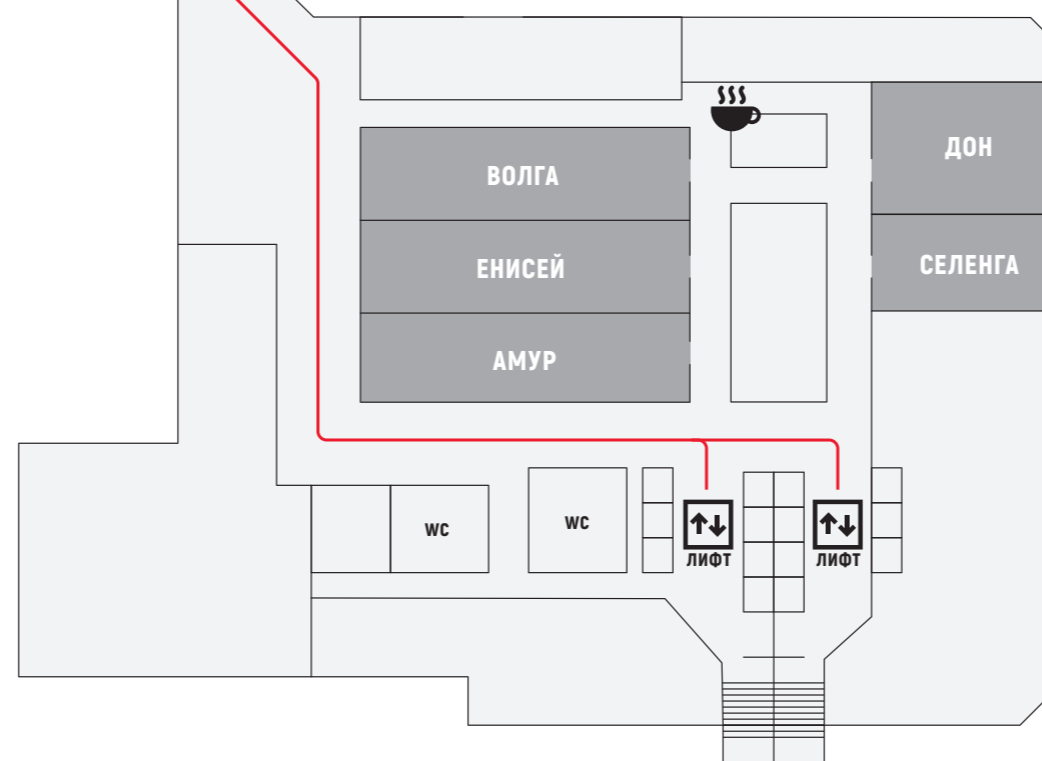 ДОН
ВОЛГА
СЕЛЕНГА
ЕНИСЕЙ
АМУР
WC
WC
ЛИФТ
ЛИФТ